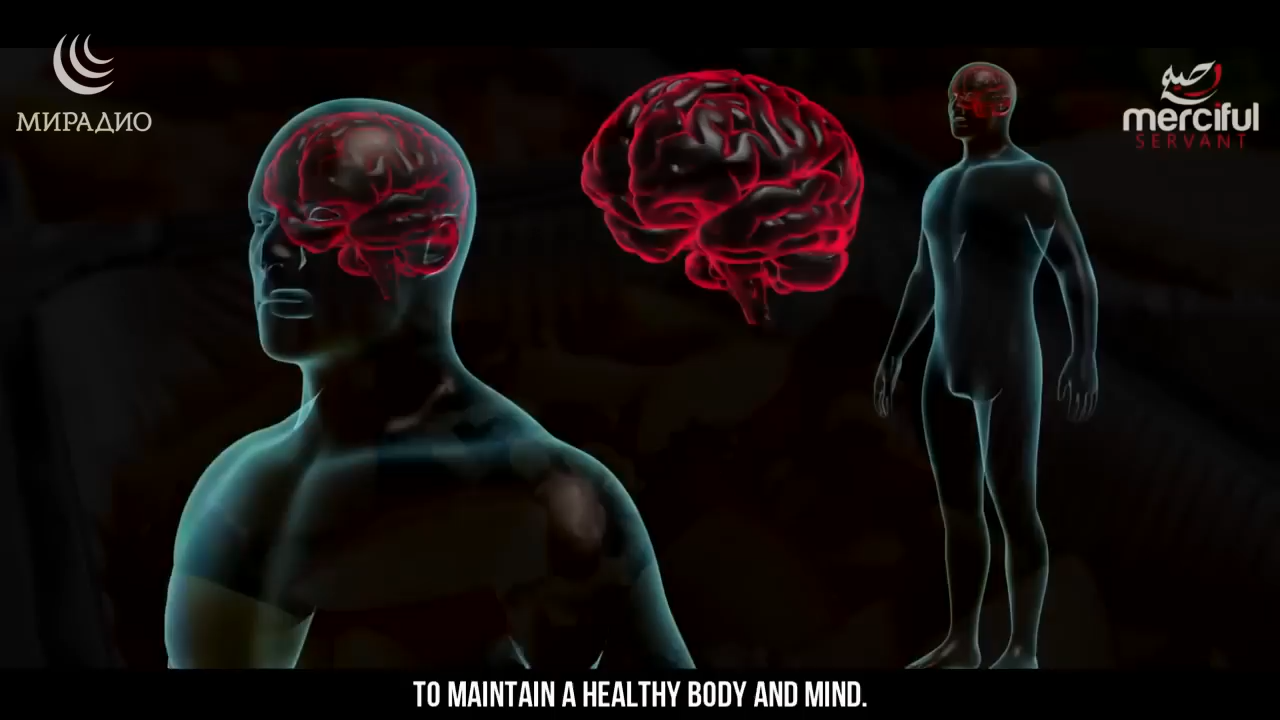 МИРАДИО
merciful
SERVANT
TO MAINTAIN A HEALTHY BODY AND MIND.